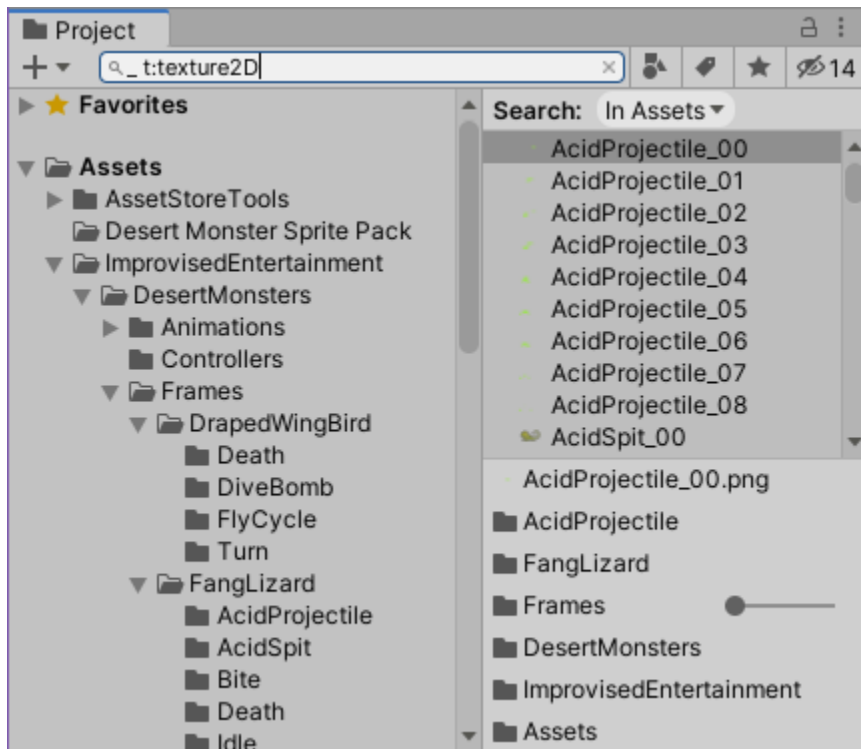 Project
_ t:texture2D
14
Favorites
Assets
AssetStoreTools
Desert Monster Sprite Pack
ImprovisedEntertainment
DesertMonsters
Animations
Controllers
Frames
DrapedWingBird
Death
DiveBomb
FlyCycle
Turn
FangLizard
AcidProjectile
AcidSpit
Bite
Death
Idle
Search: In Assets
AcidProjectile_00
AcidProjectile_01
AcidProjectile_02
AcidProjectile_03
AcidProjectile_04
AcidProjectile_05
AcidProjectile_06
AcidProjectile_07
AcidProjectile_08
AcidSpit_00
AcidProjectile_00.png
AcidProjectile
FangLizard
Frames
DesertMonsters
ImprovisedEntertainment
Assets